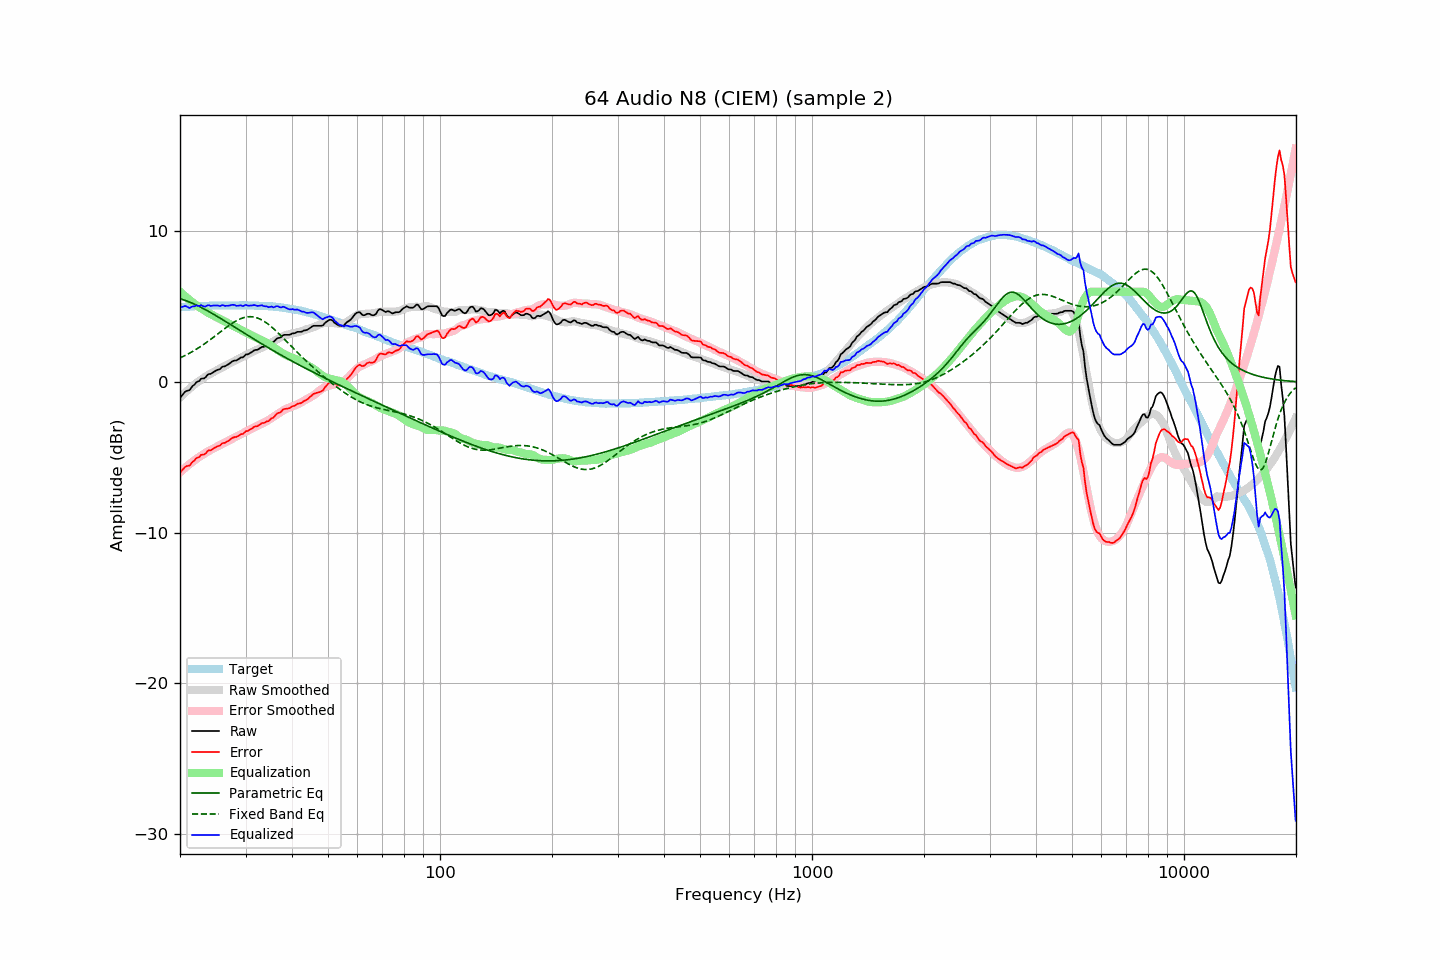 64 Audio N8 (CIEM) (sample 2)
Amplitude (dBr)
10
0
−10
−20
−30
Target
Raw Smoothed
Error Smoothed
Raw
Error
Equalization
Parametric Eq
Fixed Band Eq
Equalized
100
1000
10000
Frequency (Hz)